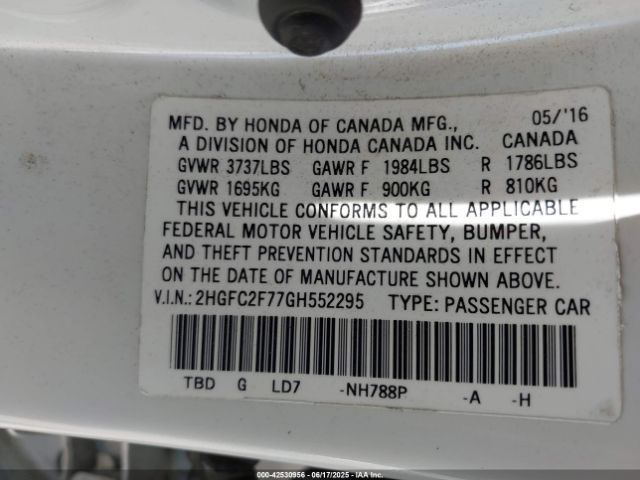 MFD. BY HONDA OF CANADA MFG., 05/'16
A DIVISION OF HONDA CANADA INC. CANADA
GVWR 3737LBS GAWR F 1984LBS R 1786LBS
GVWR 1695KG GAWR F 900KG R 810KG
THIS VEHICLE CONFORMS TO ALL APPLICABLE
FEDERAL MOTOR VEHICLE SAFETY, BUMPER,
AND THEFT PREVENTION STANDARDS IN EFFECT
ON THE DATE OF MANUFACTURE SHOWN ABOVE.
V.I.N.: 2HGFC2F77GH552295 TYPE: PASSENGER CAR
TBD G LD7 -NH788P -A -H
000-42530956 - 06/17/2025 - IAAI.COM